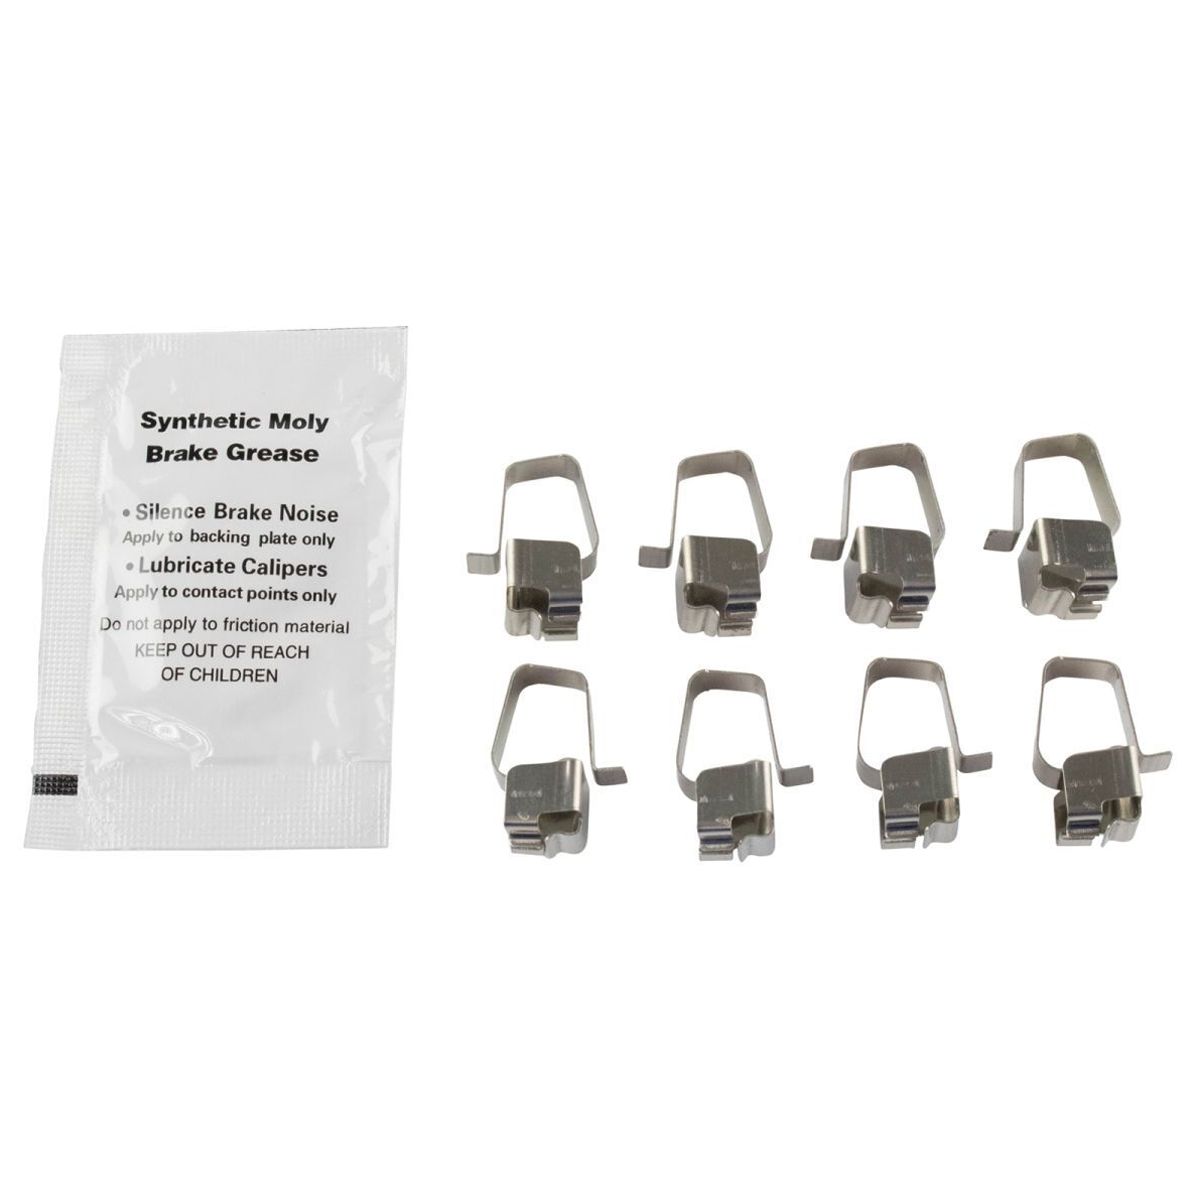 Synthetic Moly
Brake Grease
• Silence Brake Noise
Apply to backing plate only
• Lubricate Calipers
Apply to contact points only
Do not apply to friction material
KEEP OUT OF REACH
OF CHILDREN